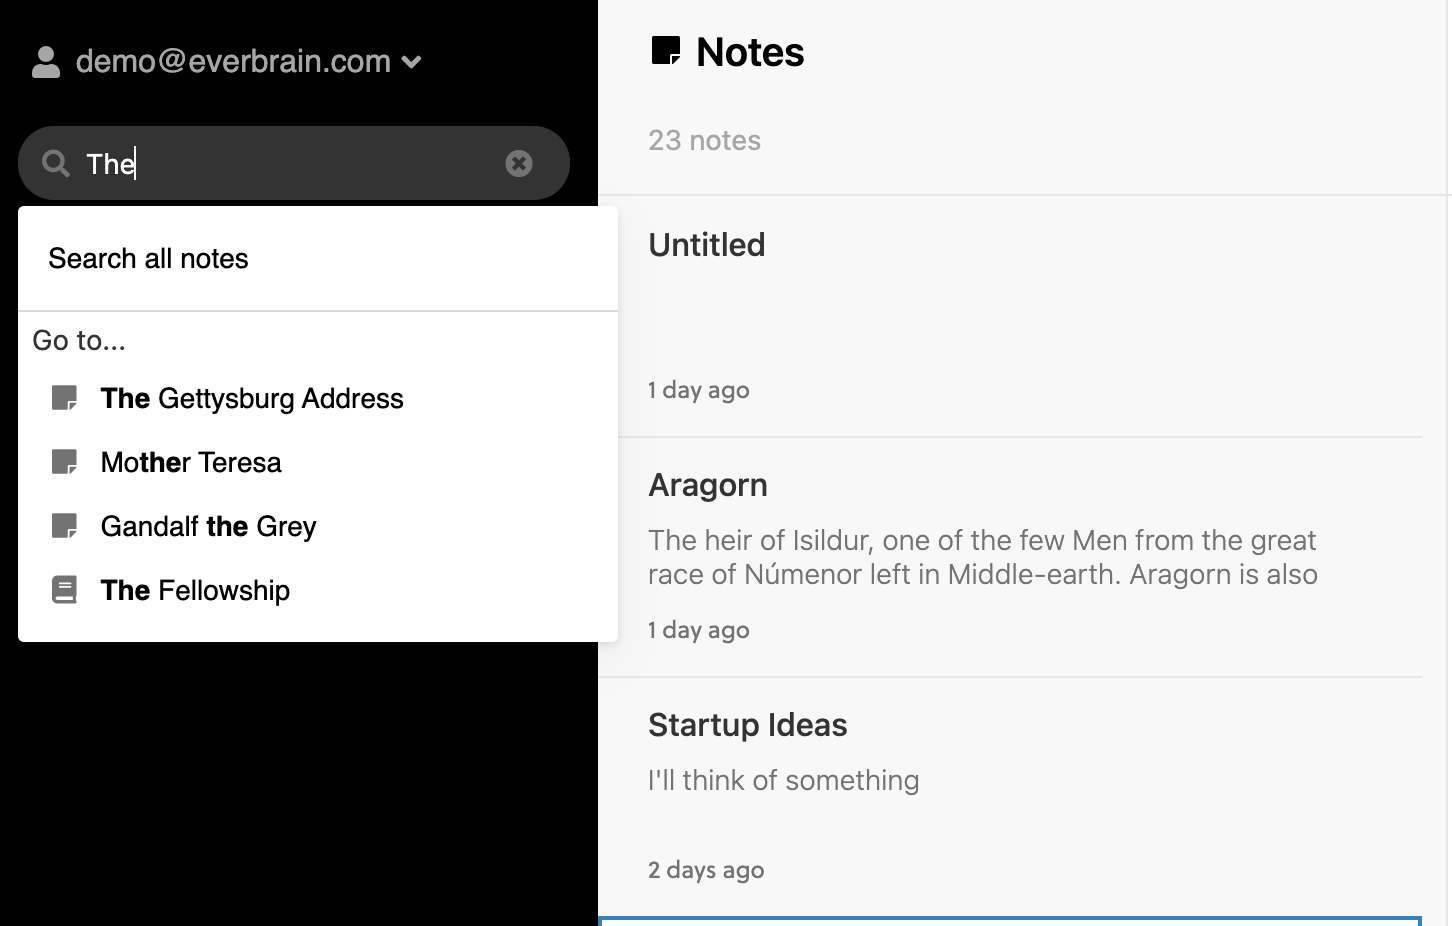 demo@everbrain.com
The
Search all notes
Go to...
The Gettysburg Address
Mother Teresa
Gandalf the Grey
The Fellowship
Notes
23 notes
Untitled
1 day ago
Aragorn
The heir of Isildur, one of the few Men from the great
race of Númenor left in Middle-earth. Aragorn is also
1 day ago
Startup Ideas
I'll think of something
2 days ago